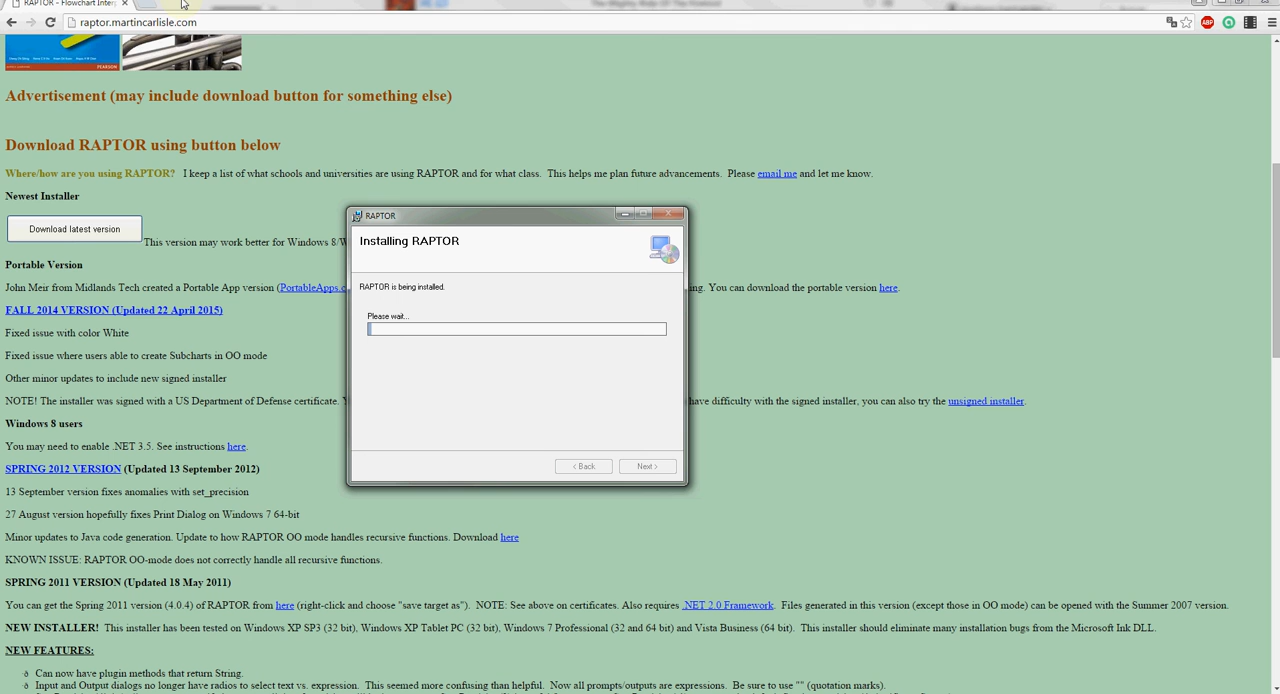 RAPTOR - Flowchart Inter
raptor.martincarlisle.com
ABP
PEARSON
Advertisement (may include download button for something else)
Download RAPTOR using button below
Where/how are you using RAPTOR? I keep a list of what schools and universities are using RAPTOR and for what class. This helps me plan future advancements. Please email me and let me know.
Newest Installer
Download latest version
This version may work better for Windows 8/W
Portable Version
John Meir from Midlands Tech created a Portable App version (PortableApps.c
ng. You can download the portable version here.
FALL 2014 VERSION (Updated 22 April 2015)
Fixed issue with color White
Fixed issue where users able to create Subcharts in OO mode
Other minor updates to include new signed installer
NOTE! The installer was signed with a US Department of Defense certificate. Y
have difficulty with the signed installer, you can also try the unsigned installer.
Windows 8 users
You may need to enable .NET 3.5. See instructions here.
SPRING 2012 VERSION (Updated 13 September 2012)
13 September version fixes anomalies with set_precision
27 August version hopefully fixes Print Dialog on Windows 7 64-bit
Minor updates to Java code generation. Update to how RAPTOR OO mode handles recursive functions. Download here
KNOWN ISSUE: RAPTOR OO-mode does not correctly handle all recursive functions.
SPRING 2011 VERSION (Updated 18 May 2011)
You can get the Spring 2011 version (4.0.4) of RAPTOR from here (right-click and choose "save target as"). NOTE: See above on certificates. Also requires .NET 2.0 Framework. Files generated in this version (except those in OO mode) can be opened with the Summer 2007 version.
NEW INSTALLER! This installer has been tested on Windows XP SP3 (32 bit), Windows XP Tablet PC (32 bit), Windows 7 Professional (32 and 64 bit) and Vista Business (64 bit). This installer should eliminate many installation bugs from the Microsoft Ink DLL.
NEW FEATURES:
Can now have plugin methods that return String.
Input and Output dialogs no longer have radios to select text vs. expression. This seemed more confusing than helpful. Now all prompts/outputs are expressions. Be sure to use "" (quotation marks).
RAPTOR
Installing RAPTOR
RAPTOR is being installed.
Please wait...
< Back
Next >